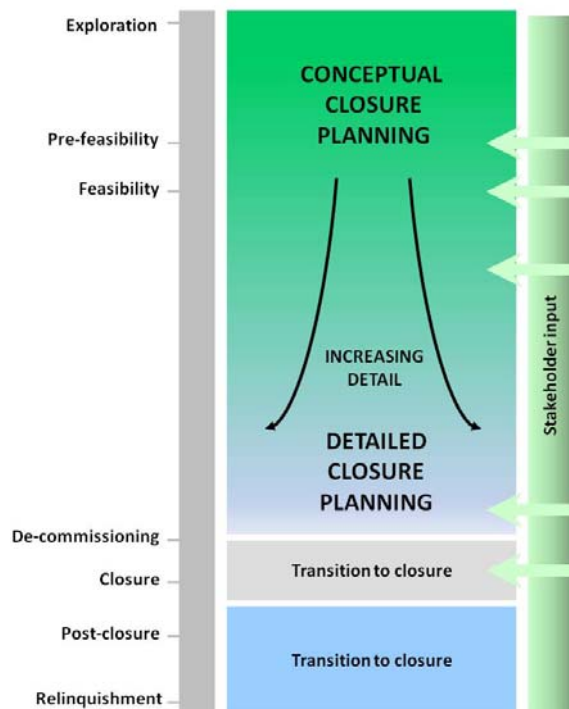 Exploration
Pre-feasibility
Feasibility
De-commissioning
Closure
Post-closure
Relinquishment
CONCEPTUAL
CLOSURE
PLANNING
INCREASING
DETAIL
DETAILED
CLOSURE
PLANNING
Transition to closure
Transition to closure
Stakeholder input